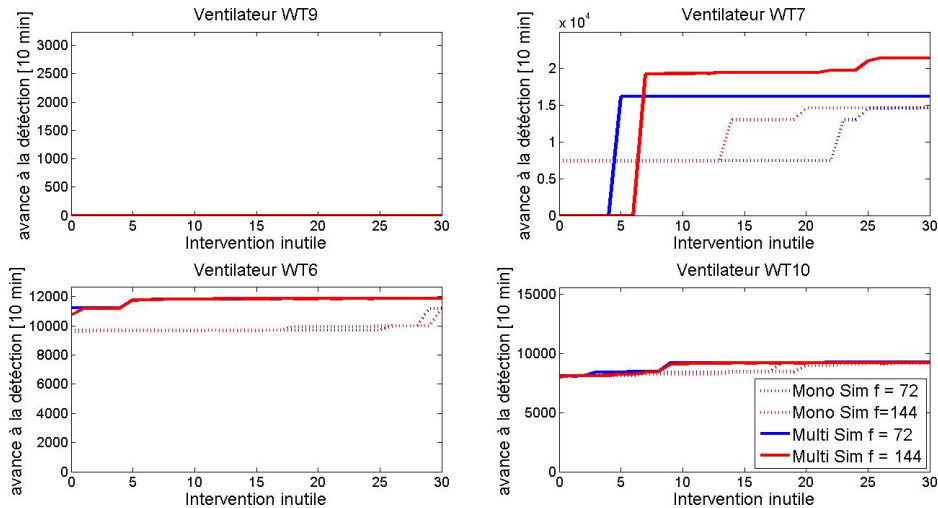 Ventilateur WT9
avance à la détéction [10 min]
3000
2500
2000
1500
1000
500
0
0 5 10 15 20 25 30
Intervention inutile
Ventilateur WT7
x 10⁴
avance à la détéction [10 min]
2
1.5
1
0.5
0
0 5 10 15 20 25 30
Intervention inutile
Ventilateur WT6
avance à la détéction [10 min]
12000
10000
8000
6000
4000
2000
0
0 5 10 15 20 25 30
Intervention inutile
Ventilateur WT10
avance à la détéction [10 min]
15000
10000
5000
0
0 5 10 15 20 25 30
Intervention inutile
Mono Sim f = 72
Mono Sim f=144
Multi Sim f = 72
Multi Sim f = 144